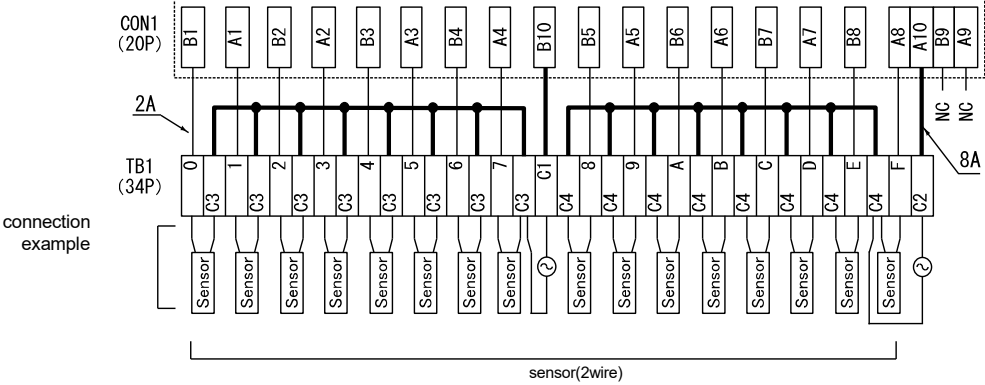 CON1
(20P)
B1 A1 B2 A2 B3 A3 B4 A4 B10 B5 A5 B6 A6 B7 A7 B8 A8 A10 B9 A9
2A
NC NC
8A
TB1
(34P)
0 1 2 3 4 5 6 7 C1 8 9 A B C D E F
C3 C3 C3 C3 C3 C3 C3 C3 C4 C4 C4 C4 C4 C4 C4 C4 C2
connection
example
Sensor Sensor Sensor Sensor Sensor Sensor Sensor Sensor Sensor Sensor Sensor Sensor Sensor Sensor Sensor Sensor
sensor(2wire)